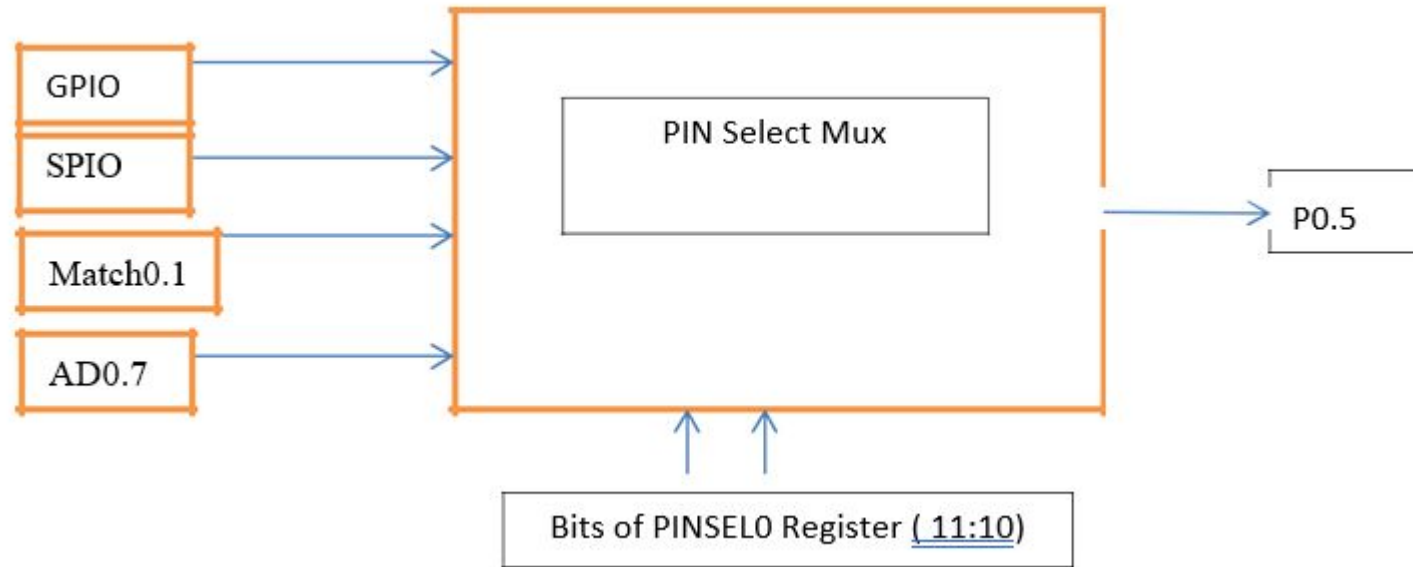 GPIO
SPIO
Match0.1
AD0.7
PIN Select Mux
P0.5
Bits of PINSEL0 Register ( 11:10)